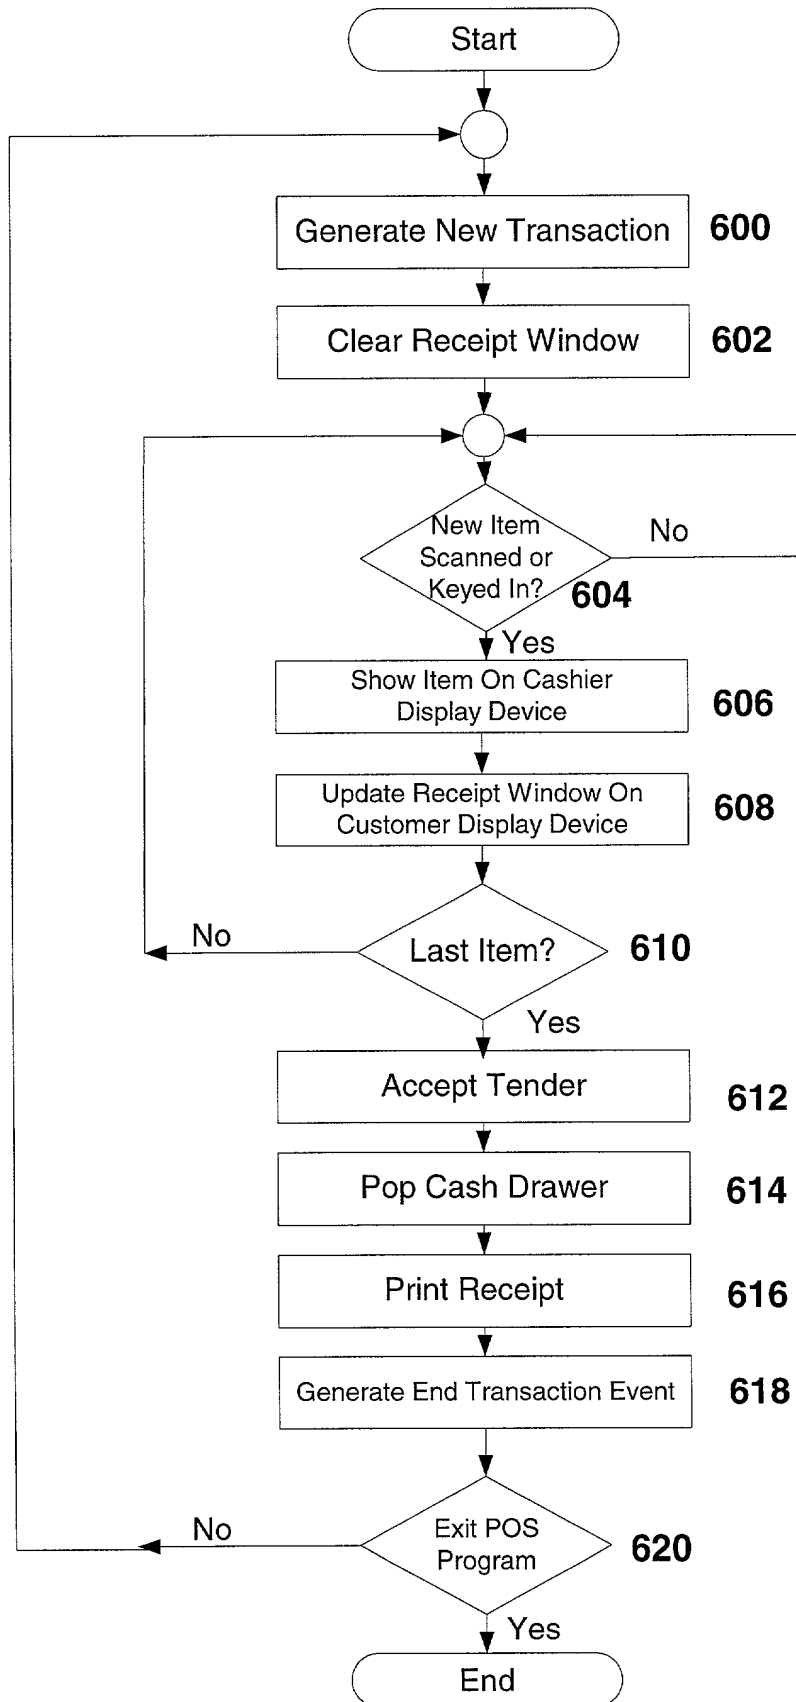 Start
Generate New Transaction 600
Clear Receipt Window 602
New Item
Scanned or
Keyed In? 604
No
Yes
Show Item On Cashier
Display Device
606
Update Receipt Window On
Customer Display Device
608
Last Item? 610
No
Yes
Accept Tender 612
Pop Cash Drawer 614
Print Receipt 616
Generate End Transaction Event 618
Exit POS
Program
620
No
Yes
End